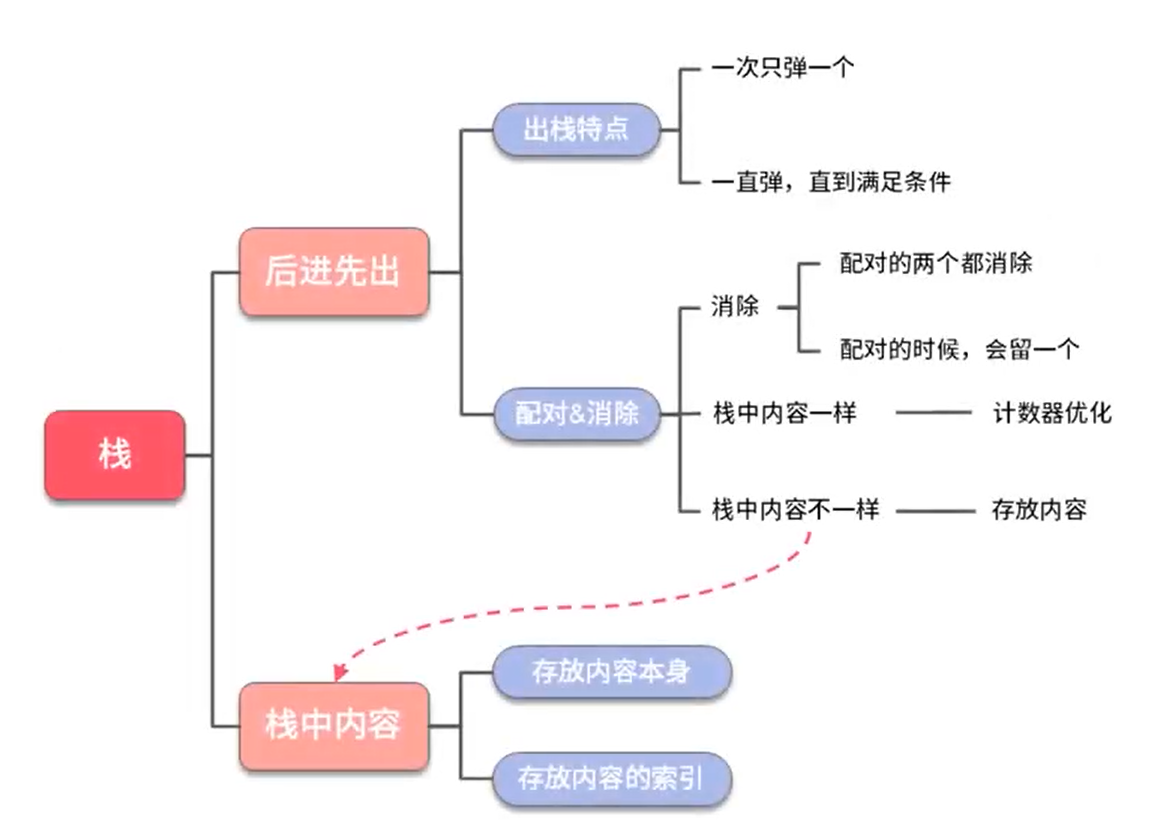 栈
后进先出
出栈特点
一次只弹一个
一直弹，直到满足条件
配对&消除
消除
配对的两个都消除
配对的时候，会留一个
栈中内容一样
计数器优化
栈中内容不一样
存放内容
栈中内容
存放内容本身
存放内容的索引